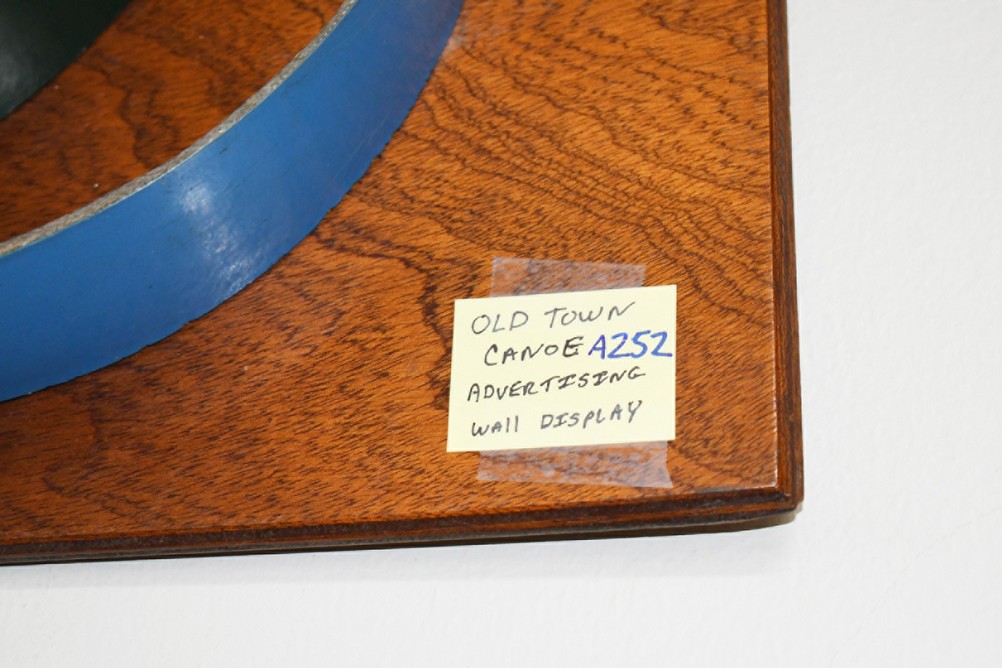 OLD TOWN
CANOE A252
ADVERTISING
WAll DISPLAY